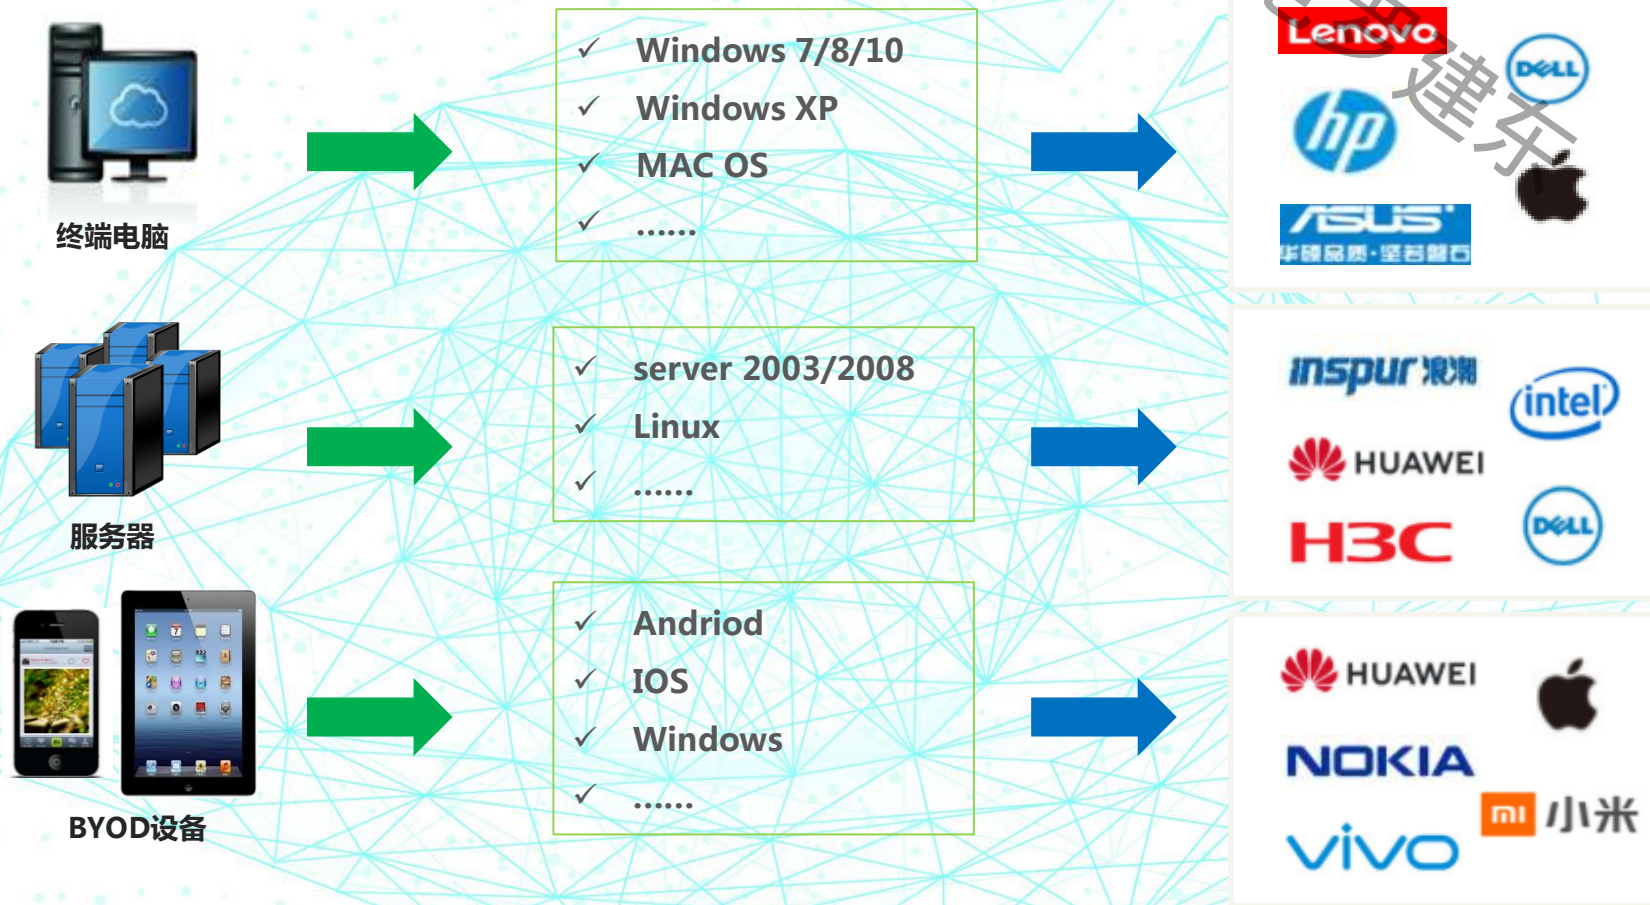 ✓ Windows 7/8/10
✓ Windows XP
✓ MAC OS
✓ ......
终端电脑
Lenovo
DELL
hp
ASUS
华硕品质·坚若磐石
建东
✓ server 2003/2008
✓ Linux
✓ ......
服务器
inspur 浪潮
intel
HUAWEI
H3C
DELL
✓ Andriod
✓ IOS
✓ Windows
✓ ......
BYOD设备
HUAWEI
NOKIA
mi 小米
vivo